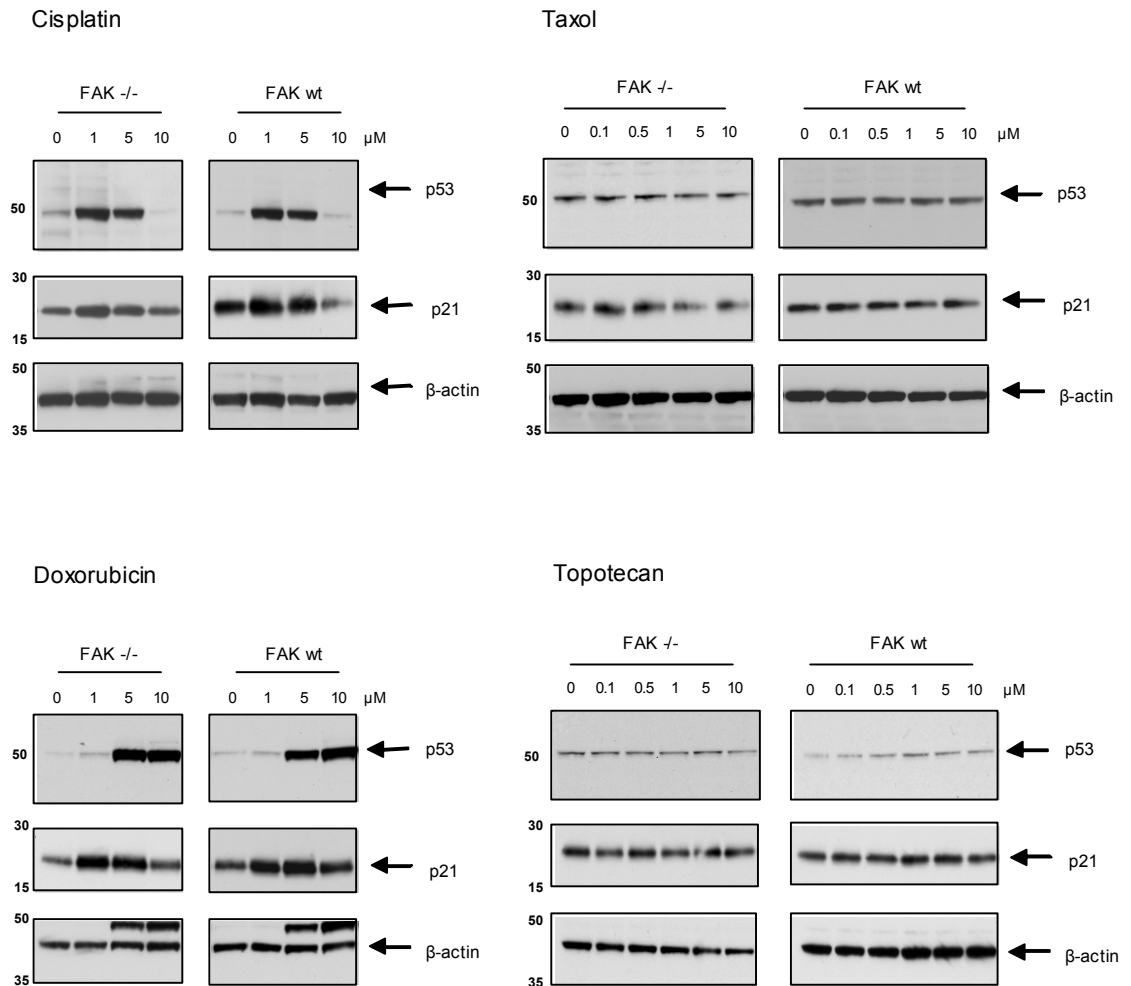 Cisplatin
FAK -/-
FAK wt
0 1 5 10
0 1 5 10 µM
50
p53
30
15
p21
50
35
β-actin
Taxol
FAK -/-
FAK wt
0 0.1 0.5 1 5 10
0 0.1 0.5 1 5 10 µM
50
p53
30
15
p21
50
35
β-actin
Doxorubicin
FAK -/-
FAK wt
0 1 5 10
0 1 5 10 µM
50
p53
30
15
p21
50
35
β-actin
Topotecan
FAK -/-
FAK wt
0 0.1 0.5 1 5 10
0 0.1 0.5 1 5 10 µM
50
p53
30
15
p21
50
35
β-actin